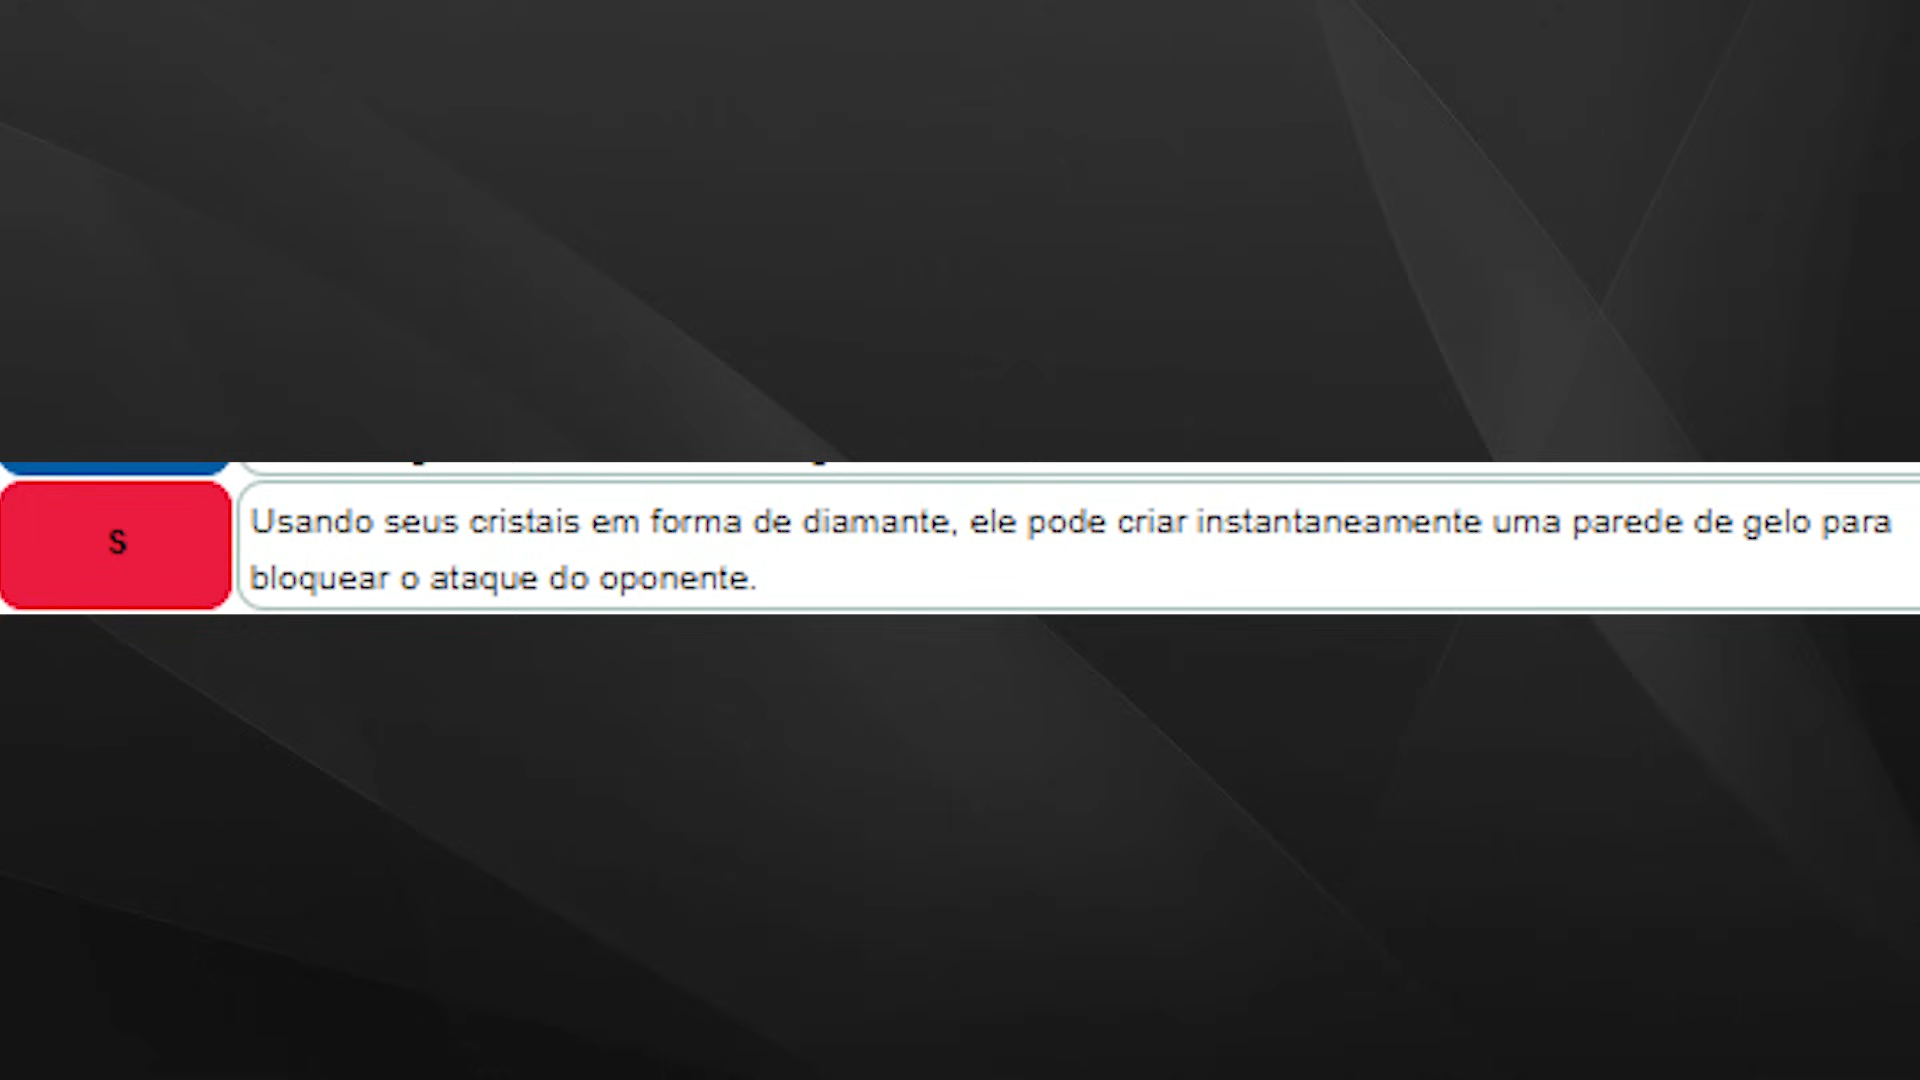 S
Usando seus cristais em forma de diamante, ele pode criar instantaneamente uma parede de gelo para
bloquear o ataque do oponente.